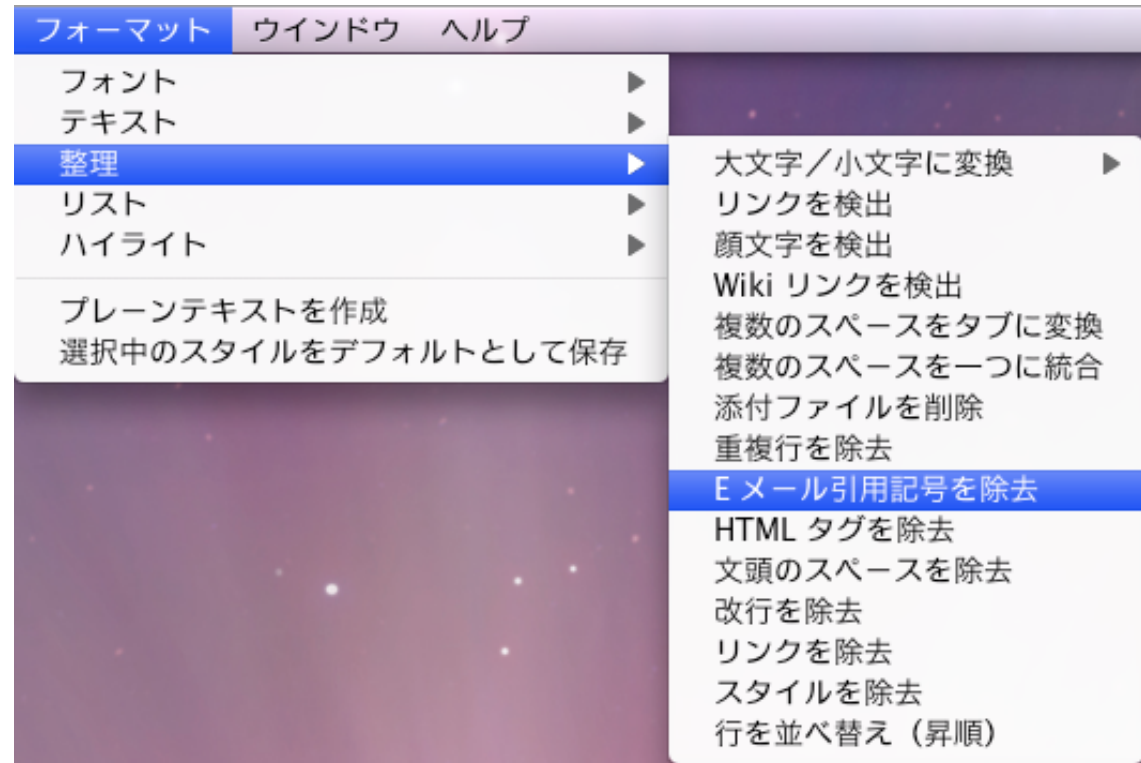 フォーマット ウインドウ ヘルプ
フォント
テキスト
整理
リスト
ハイライト
プレーンテキストを作成
選択中のスタイルをデフォルトとして保存
大文字／小文字に変換
リンクを検出
顔文字を検出
Wiki リンクを検出
複数のスペースをタブに変換
複数のスペースを一つに統合
添付ファイルを削除
重複行を除去
E メール引用記号を除去
HTML タグを除去
文頭のスペースを除去
改行を除去
リンクを除去
スタイルを除去
行を並べ替え（昇順）